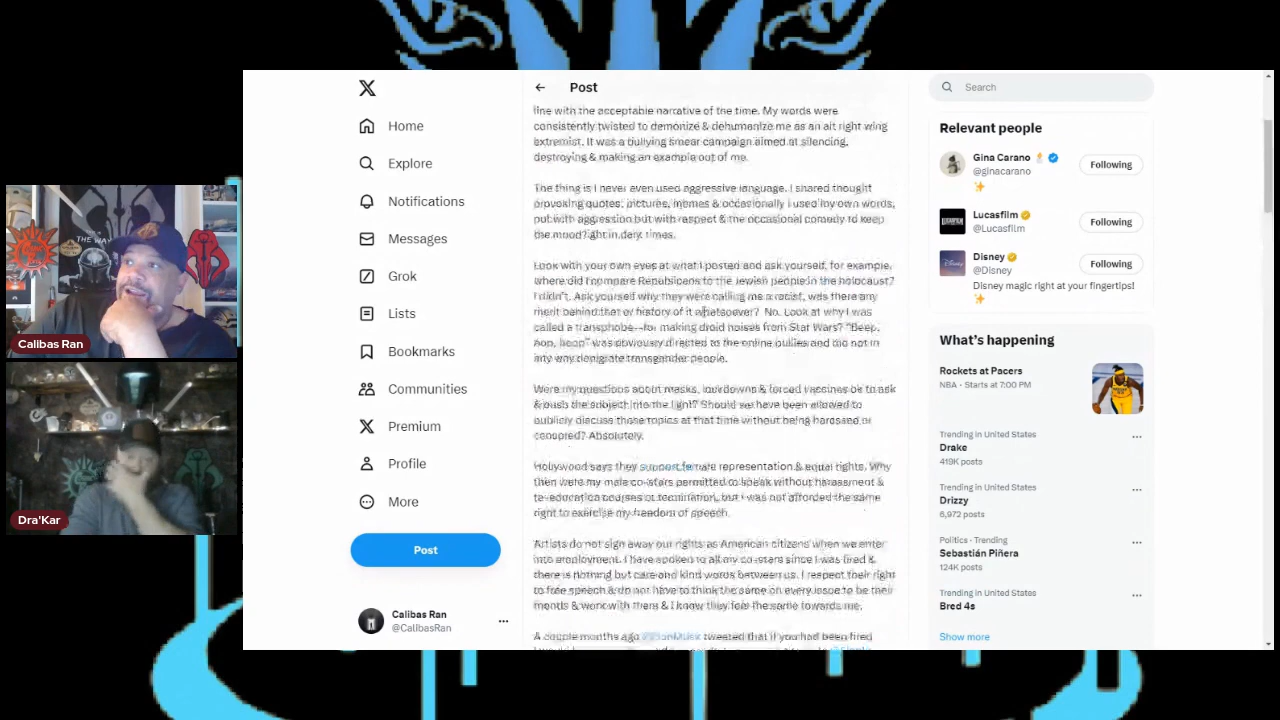 THE WAY
Calibas Ran
Dra'Kar
Home
Explore
Notifications
Messages
Grok
Lists
Bookmarks
Communities
Premium
Profile
More
Post
Calibas Ran
@CalibasRan
Post
line with the acceptable narrative of the time. My words were
consistently twisted to demonize & dehumanize me as an alt right wing
extremist. It was a bullying smear campaign aimed at silencing,
destroying & making an example out of me.
The thing is I never even used aggressive language. I shared thought
provoking quotes, pictures, memes & occasionally I used my own words,
not with aggression but with respect & the occasional comedy to keep
the mood light in dark times.
Look with your own eyes at what I posted and ask yourself, for example,
where did I compare Republicans to the Jewish people in the holocaust?
I didn't. Ask yourself why they were calling me a racist, was there any
merit behind that or history of it whatsoever? No. Look at why I was
called a transphobe--for making droid noises from Star Wars? "Beep,
bop, boop" was obviously directed to the online bullies and did not in
any way denigrate transgender people.
Were my questions about masks, lockdowns & forced vaccines ok to ask
& push the subject into the light? Should we have been allowed to
publicly discuss those topics at that time without being harassed or
censored? Absolutely.
Hollywood says they support female representation & equal rights. Why
then were my male co-stars permitted to speak without harassment &
re-education courses or termination, but I was not afforded the same
right to exercise my freedom of speech.
Artists do not sign away our rights as American citizens when we enter
into employment. I have spoken to all my co-stars since I was fired &
there is nothing but care and kind words between us. I respect their right
to free speech & do not have to think the same on every issue to be their
friends & work with them & I know they feel the same towards me.
A couple months ago tweeted that if you had been fired
Search
Relevant people
Gina Carano
@ginacarano
Following
Lucasfilm
@Lucasfilm
Following
Disney
@Disney
Following
Disney magic right at your fingertips!
What's happening
Rockets at Pacers
NBA · Starts at 7:00 PM
Trending in United States
Drake
419K posts
Trending in United States
Drizzy
6,972 posts
Politics · Trending
Sebastián Piñera
124K posts
Trending in United States
Bred 4s
Show more